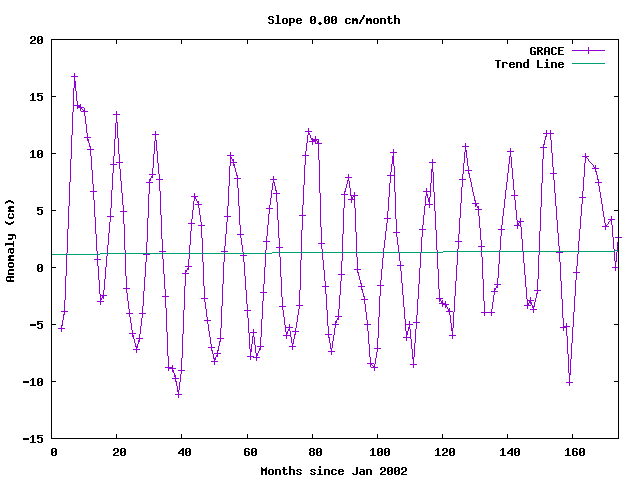 Slope 0.00 cm/month
GRACE
Trend Line
20
15
10
5
0
-5
-10
-15
Anomaly (cm)
0 20 40 60 80 100 120 140 160
Months since Jan 2002